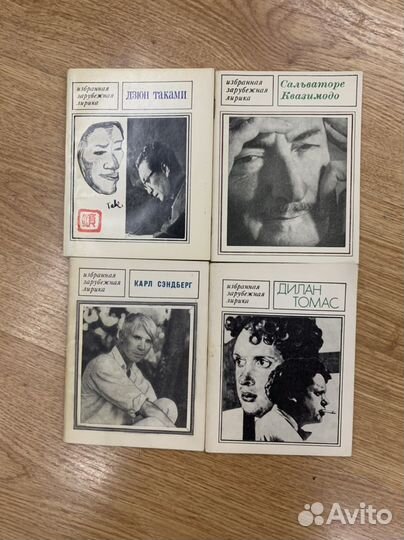 избранная
зарубежная
лирика
ДЗЮН ТАКАМИ
Tak.
избранная
зарубежная
лирика
Сальваторе
Квазимодо
избранная
зарубежная
лирика
КАРЛ СЭНДБЕРГ
избранная
зарубежная
лирика
ДИЛАН
ТОМАС
Avito